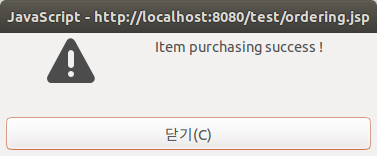 JavaScript - http://localhost:8080/test/ordering.jsp
Item purchasing success !
닫기(C)